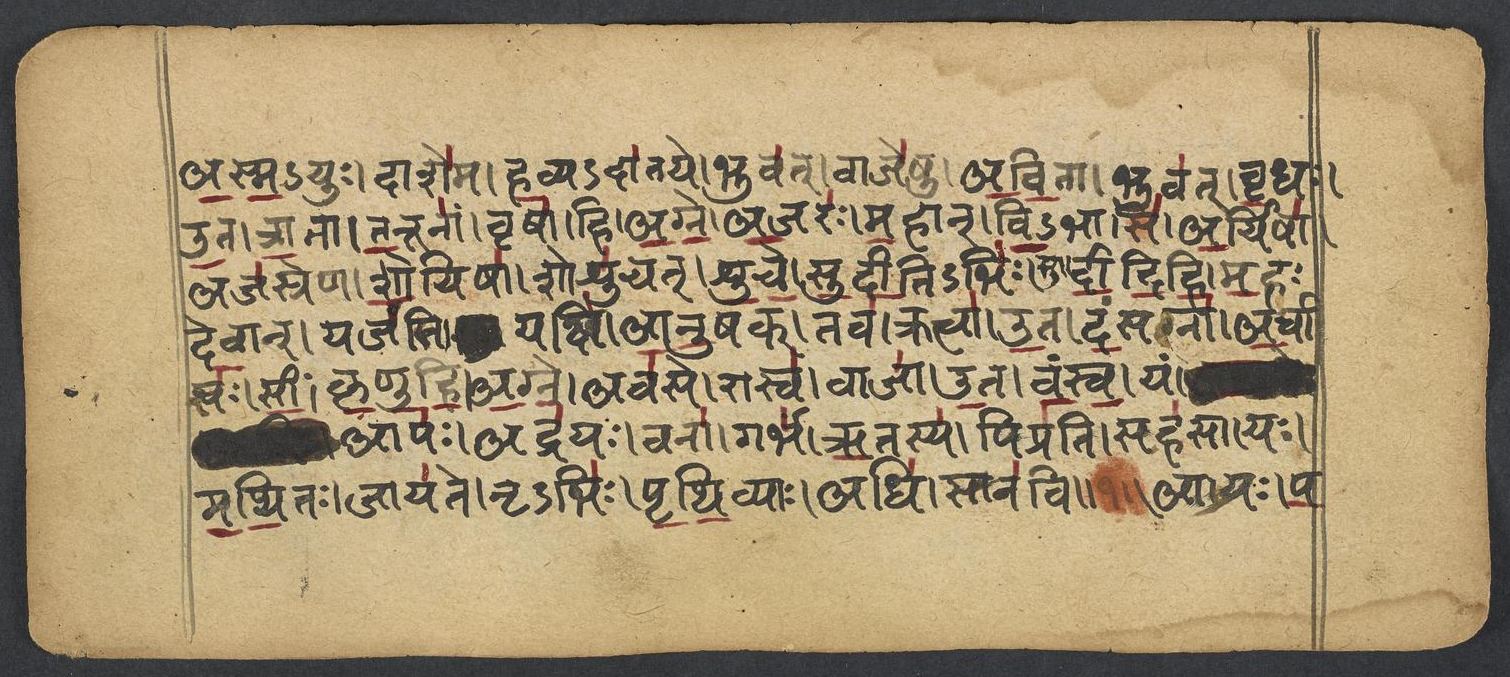 अस्मऽयुः। दाशेम। हव्यऽदातये। भुवत्। वाजेषु। अविता। भुवत्। वृधः।
उत। त्राता। तनूनां। वृषा। हि। अग्ने। अजरः। महान्। विऽभासि। अर्चिषा।
अजस्रेण। शोचिषा। शोशुचत्। शुचे। सुदीतिऽभिः। सु। दीदिहि। महः
देवान्। यजसि। यक्षि। आनुषक्। तव। क्रत्वा। उत। दंसना। अर्वा
चः। सीं। कृणुहि। अग्ने। अवसे। रास्व। वाजा। उत। वंस्व। यं।
आपः। अद्रयः। वना। गर्भं। ऋतस्य। पिप्रति। सहसा। यः।
मथितः। जायते। नृऽभिः। पृथिव्याः। अधि। सानवि॥ १॥ आ। यः। प